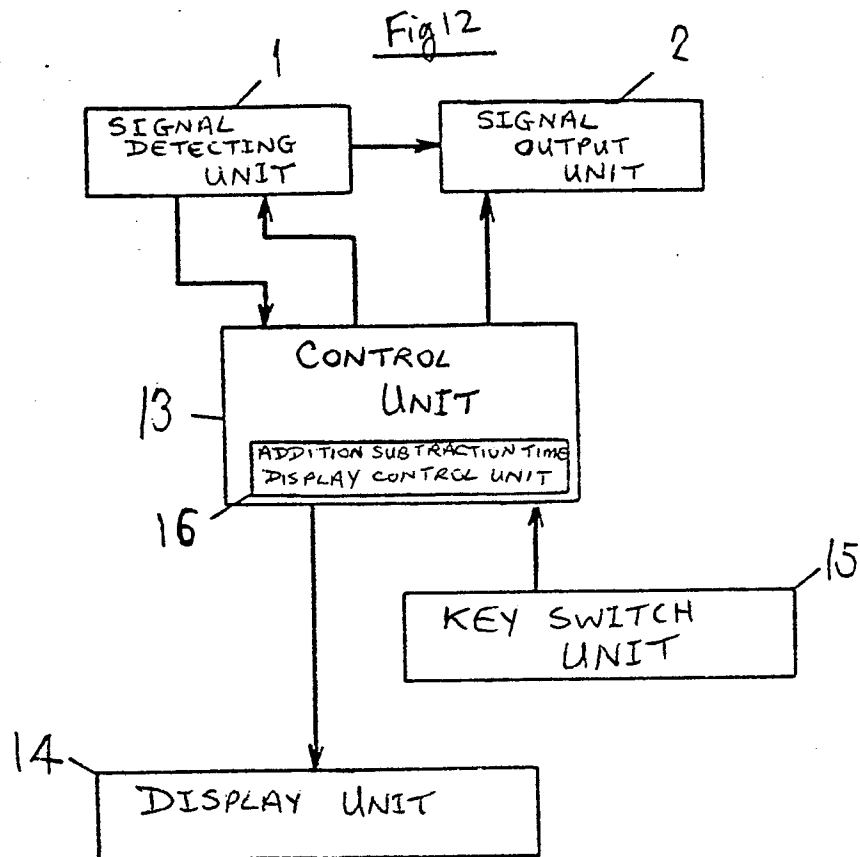 Fig 12
1
2
SIGNAL
DETECTING
UNIT
SIGNAL
OUTPUT
UNIT
CONTROL
UNIT
13
ADDITION SUBTRACTION TIME
DISPLAY CONTROL UNIT
16
15
KEY SWITCH
UNIT
14
DISPLAY UNIT